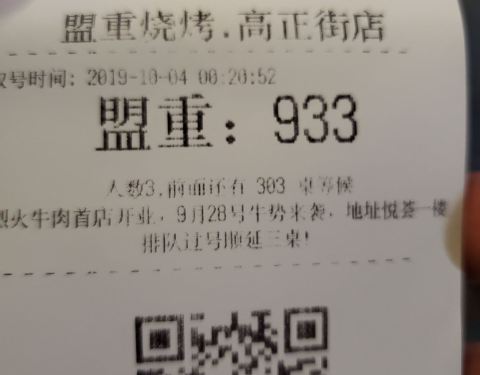 盟重烧烤.高正街店
取号时间: 2019-10-04 00:20:52
盟重: 933
人数3,前面还有 303 桌等候
烈火牛肉首店开业, 9月28号牛势来袭, 地址悦荟一楼
排队过号顺延三桌!